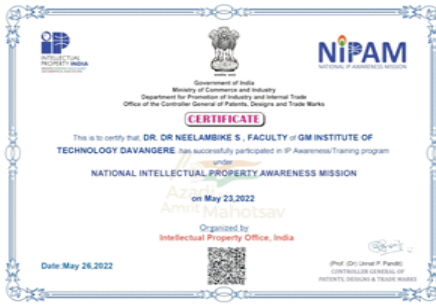 INTELLECTUAL
PROPERTY INDIA
NiPAM
NATIONAL IP AWARENESS MISSION
Government of India
Ministry of Commerce and Industry
Department for Promotion of Industry and Internal Trade
Office of the Controller General of Patents, Designs and Trade Marks
CERTIFICATE
This is to certify that, DR. DR NEELAMBIKE S , FACULTY of GM INSTITUTE OF
TECHNOLOGY DAVANGERE has successfully participated in IP Awareness/Training program
under
NATIONAL INTELLECTUAL PROPERTY AWARENESS MISSION
Azadi
Amrit Mahotsav
on May 23,2022
Organized by
Intellectual Property Office, India
Date:May 26,2022
(Prof. (Dr) Unnat P. Pandit)
CONTROLLER GENERAL OF
PATENTS, DESIGNS & TRADE MARKS